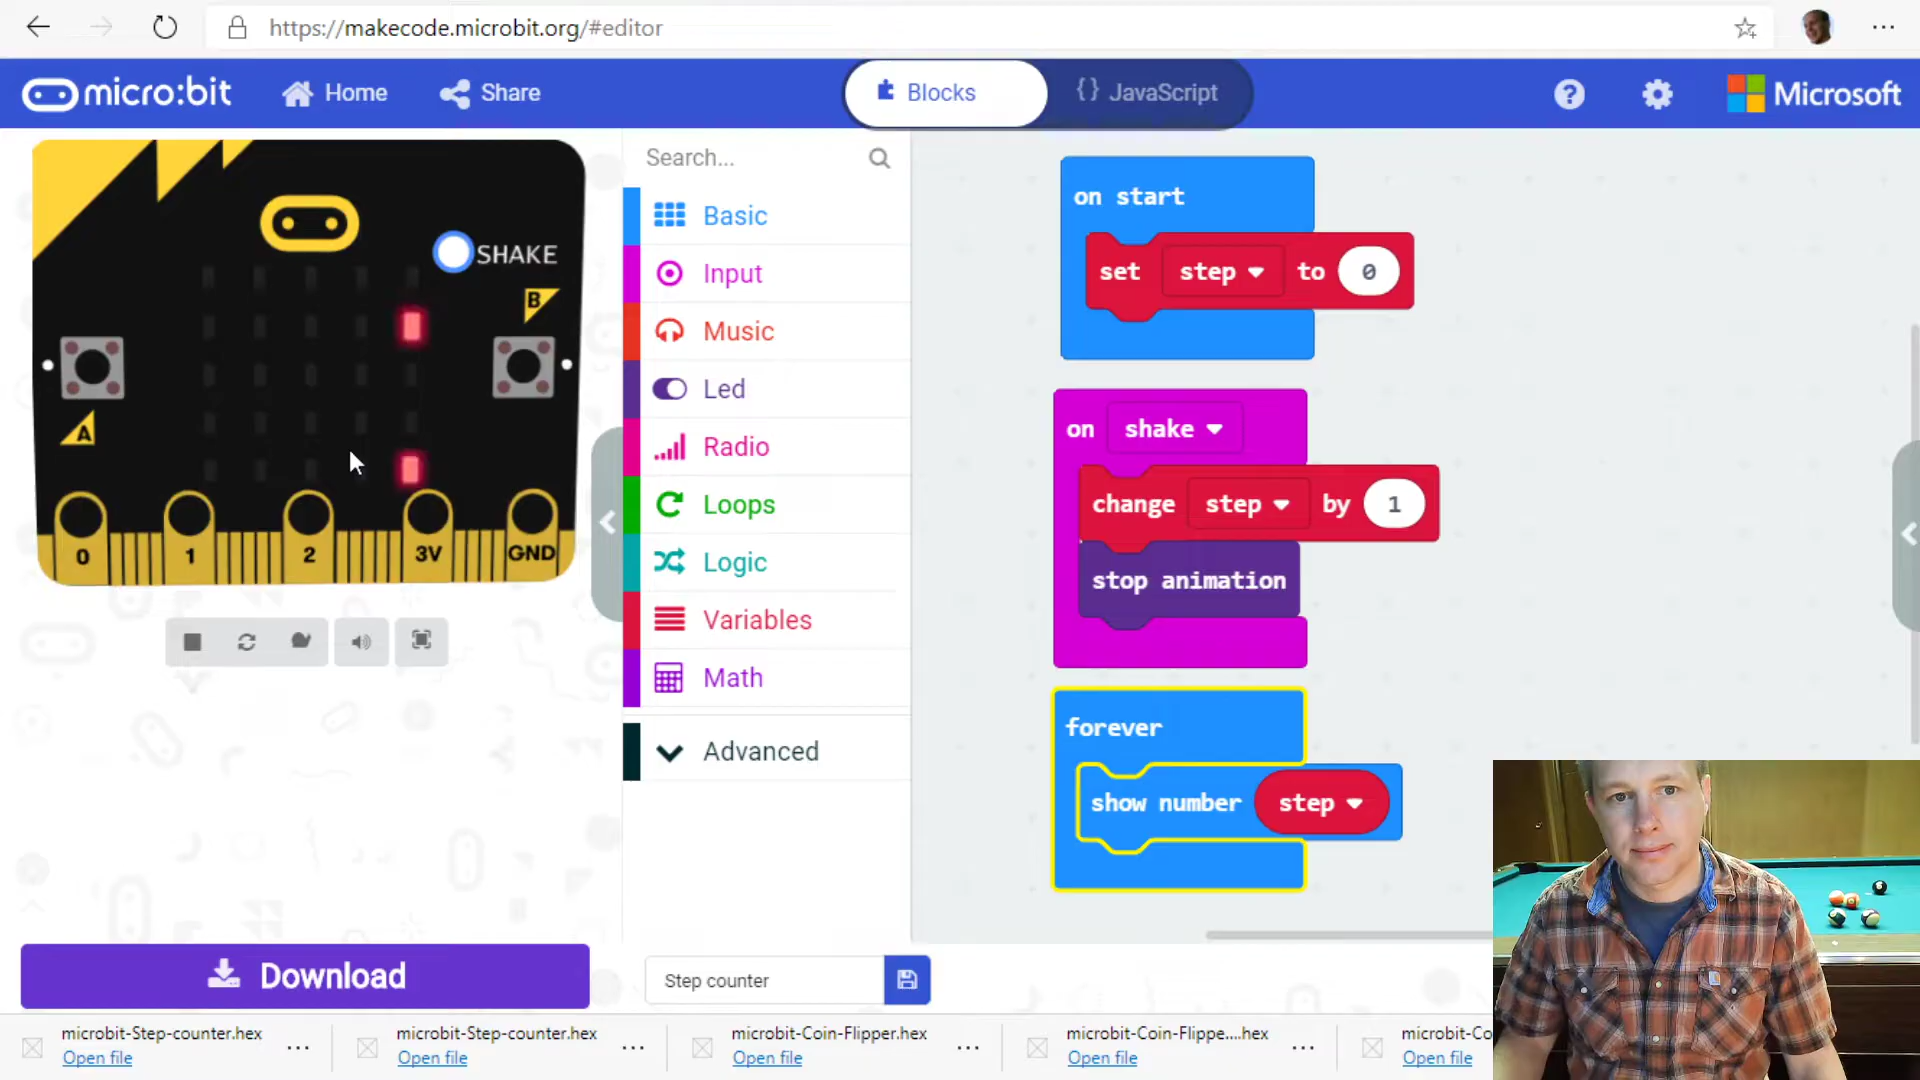 https://makecode.microbit.org/#editor
micro:bit
Home
Share
Blocks
{} JavaScript
?
Microsoft
SHAKE
B
A
0
1
2
3V
GND
Search...
Basic
Input
Music
Led
Radio
Loops
Logic
Variables
Math
Advanced
on start
set step to 0
on shake
change step by 1
stop animation
forever
show number step
Download
Step counter
microbit-Step-counter.hex
Open file
microbit-Step-counter.hex
Open file
microbit-Coin-Flipper.hex
Open file
microbit-Coin-Flippe....hex
Open file
microbit-Co
Open file